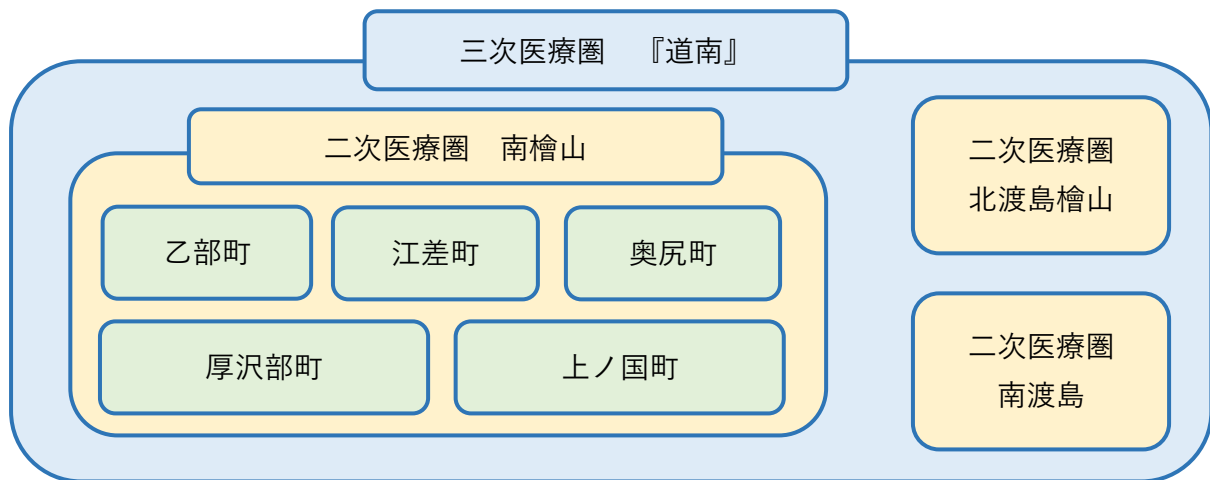 三次医療圏　『道南』
二次医療圏　南檜山
乙部町
江差町
奥尻町
厚沢部町
上ノ国町
二次医療圏
北渡島檜山
二次医療圏
南渡島